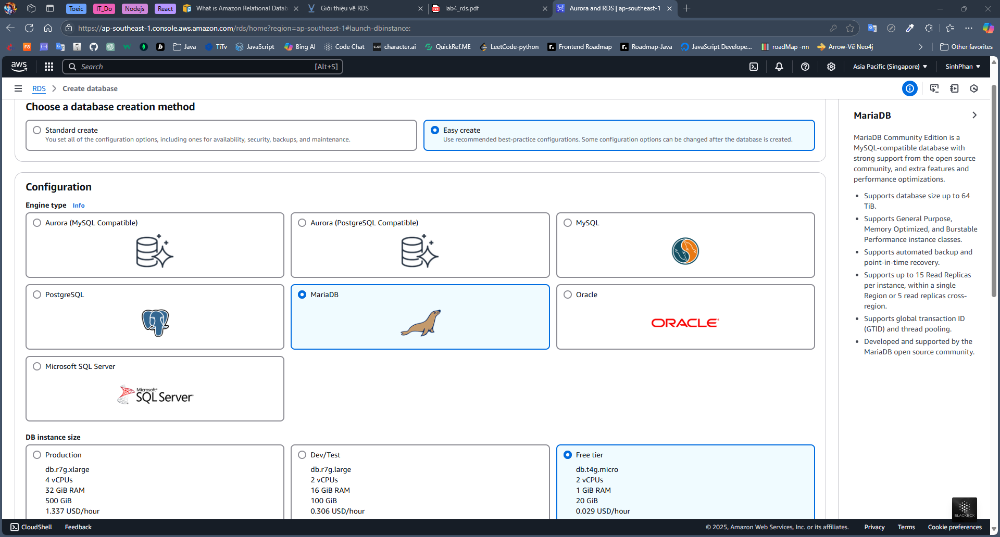 Toeic
IT_Do
Nodejs
React
What is Amazon Relational Datab
Giới thiệu về RDS
lab4_rds.pdf
Aurora and RDS | ap-southeast-1
https://ap-southeast-1.console.aws.amazon.com/rds/home?region=ap-southeast-1#launch-dbinstance:
F8
Java
TiTv
JavaScript
Bing AI
Code Chat
c.ai
character.ai
QuickRef.ME
LeetCode-python
Frontend Roadmap
Roadmap-Java
JavaScript Develope...
roadMap -nn
Arrow-Vẽ Neo4j
Other favorites
aws
Search
[Alt+S]
Asia Pacific (Singapore)
SinhPhan
RDS
Create database
Choose a database creation method
Standard create
You set all of the configuration options, including ones for availability, security, backups, and maintenance.
Easy create
Use recommended best-practice configurations. Some configuration options can be changed after the database is created.
Configuration
Engine type Info
Aurora (MySQL Compatible)
Aurora (PostgreSQL Compatible)
MySQL
PostgreSQL
MariaDB
Oracle
ORACLE
Microsoft SQL Server
Microsoft
SQL Server
DB instance size
Production
db.r7g.xlarge
4 vCPUs
32 GiB RAM
500 GiB
1.337 USD/hour
Dev/Test
db.r7g.large
2 vCPUs
16 GiB RAM
100 GiB
0.306 USD/hour
Free tier
db.t4g.micro
2 vCPUs
1 GiB RAM
20 GiB
0.029 USD/hour
MariaDB
MariaDB Community Edition is a
MySQL-compatible database with
strong support from the open source
community, and extra features and
performance optimizations.
Supports database size up to 64
TiB.
Supports General Purpose,
Memory Optimized, and Burstable
Performance instance classes.
Supports automated backup and
point-in-time recovery.
Supports up to 15 Read Replicas
per instance, within a single
Region or 5 read replicas cross-
region.
Supports global transaction ID
(GTID) and thread pooling.
Developed and supported by the
MariaDB open source community.
BLACKBOX
CloudShell
Feedback
© 2025, Amazon Web Services, Inc. or its affiliates.
Privacy
Terms
Cookie preferences